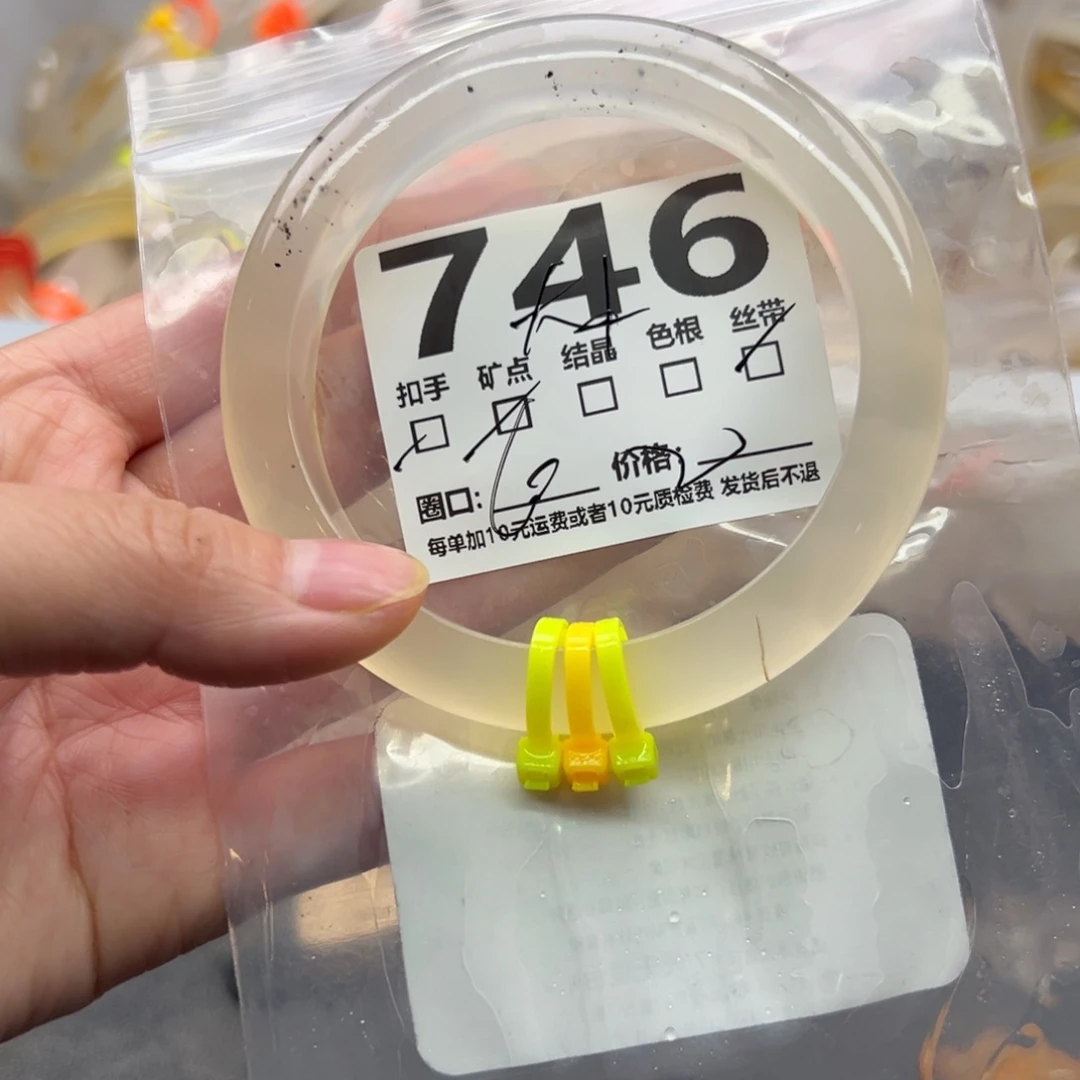 746
扣手 矿点 结晶 色根 丝带
圈口: 价格:
每单加10元运费或者10元质检费 发货后不退